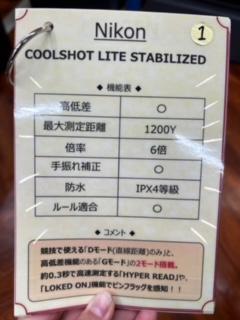 Nikon
1
COOLSHOT LITE STABILIZED
◆ 機能表 ◆
高低差 ○
最大測定距離 1200Y
倍率 6倍
手振れ補正 ○
防水 IPX4等級
ルール適合 ○
◆ コメント ◆
競技で使える「Dモード(直線距離)のみ」と、
高低差機能のある「Gモード」の2モード搭載。
約0.3秒で高速測定する「HYPER READ」や、
「LOKED ON」機能でピンフラッグを感知！！